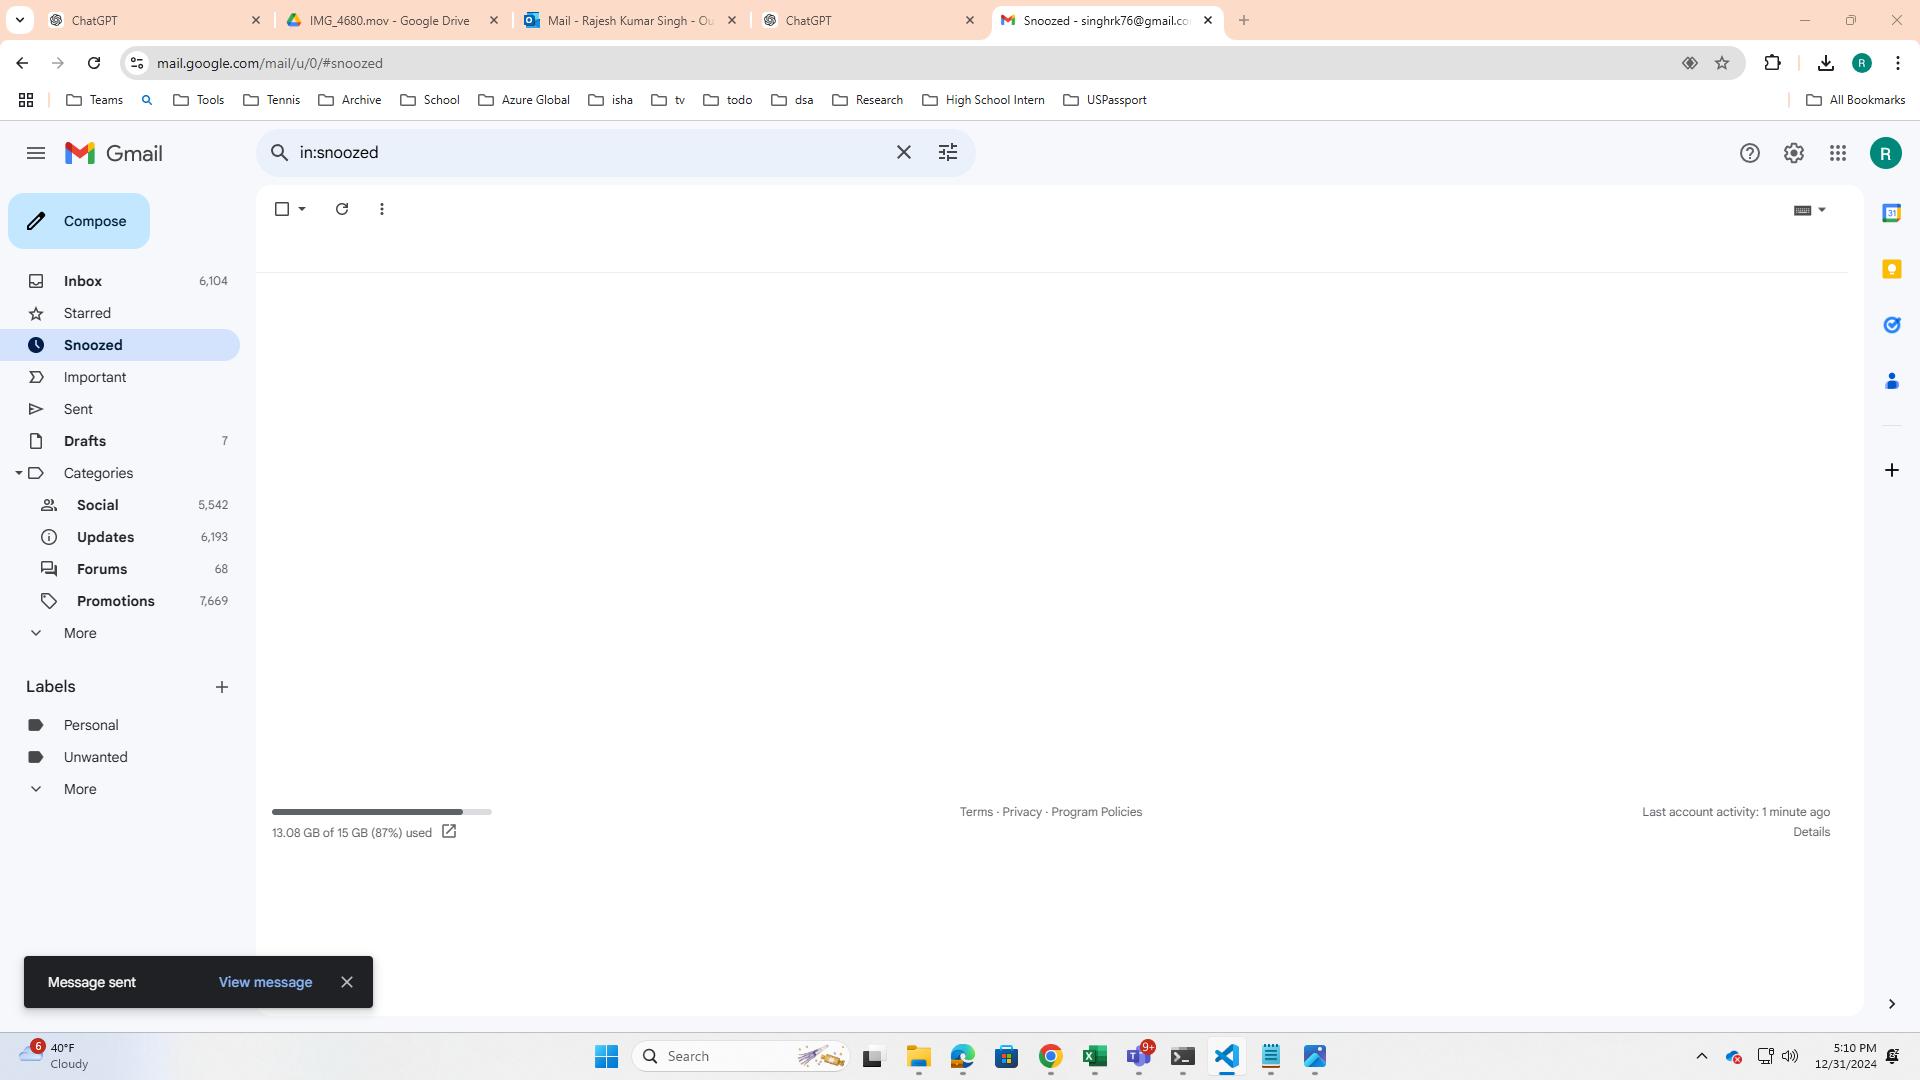 ChatGPT
IMG_4680.mov - Google Drive
Mail - Rajesh Kumar Singh - Ou
ChatGPT
Snoozed - singhrk76@gmail.co
mail.google.com/mail/u/0/#snoozed
R
Teams
Tools
Tennis
Archive
School
Azure Global
isha
tv
todo
dsa
Research
High School Intern
USPassport
All Bookmarks
Gmail
in:snoozed
R
Compose
31
Inbox 6,104
Starred
Snoozed
Important
Sent
Drafts 7
Categories
Social 5,542
Updates 6,193
Forums 68
Promotions 7,669
More
Labels
Personal
Unwanted
More
13.08 GB of 15 GB (87%) used
Terms · Privacy · Program Policies
Last account activity: 1 minute ago
Details
Message sent View message
6
40°F
Cloudy
Search
9+
5:10 PM
12/31/2024